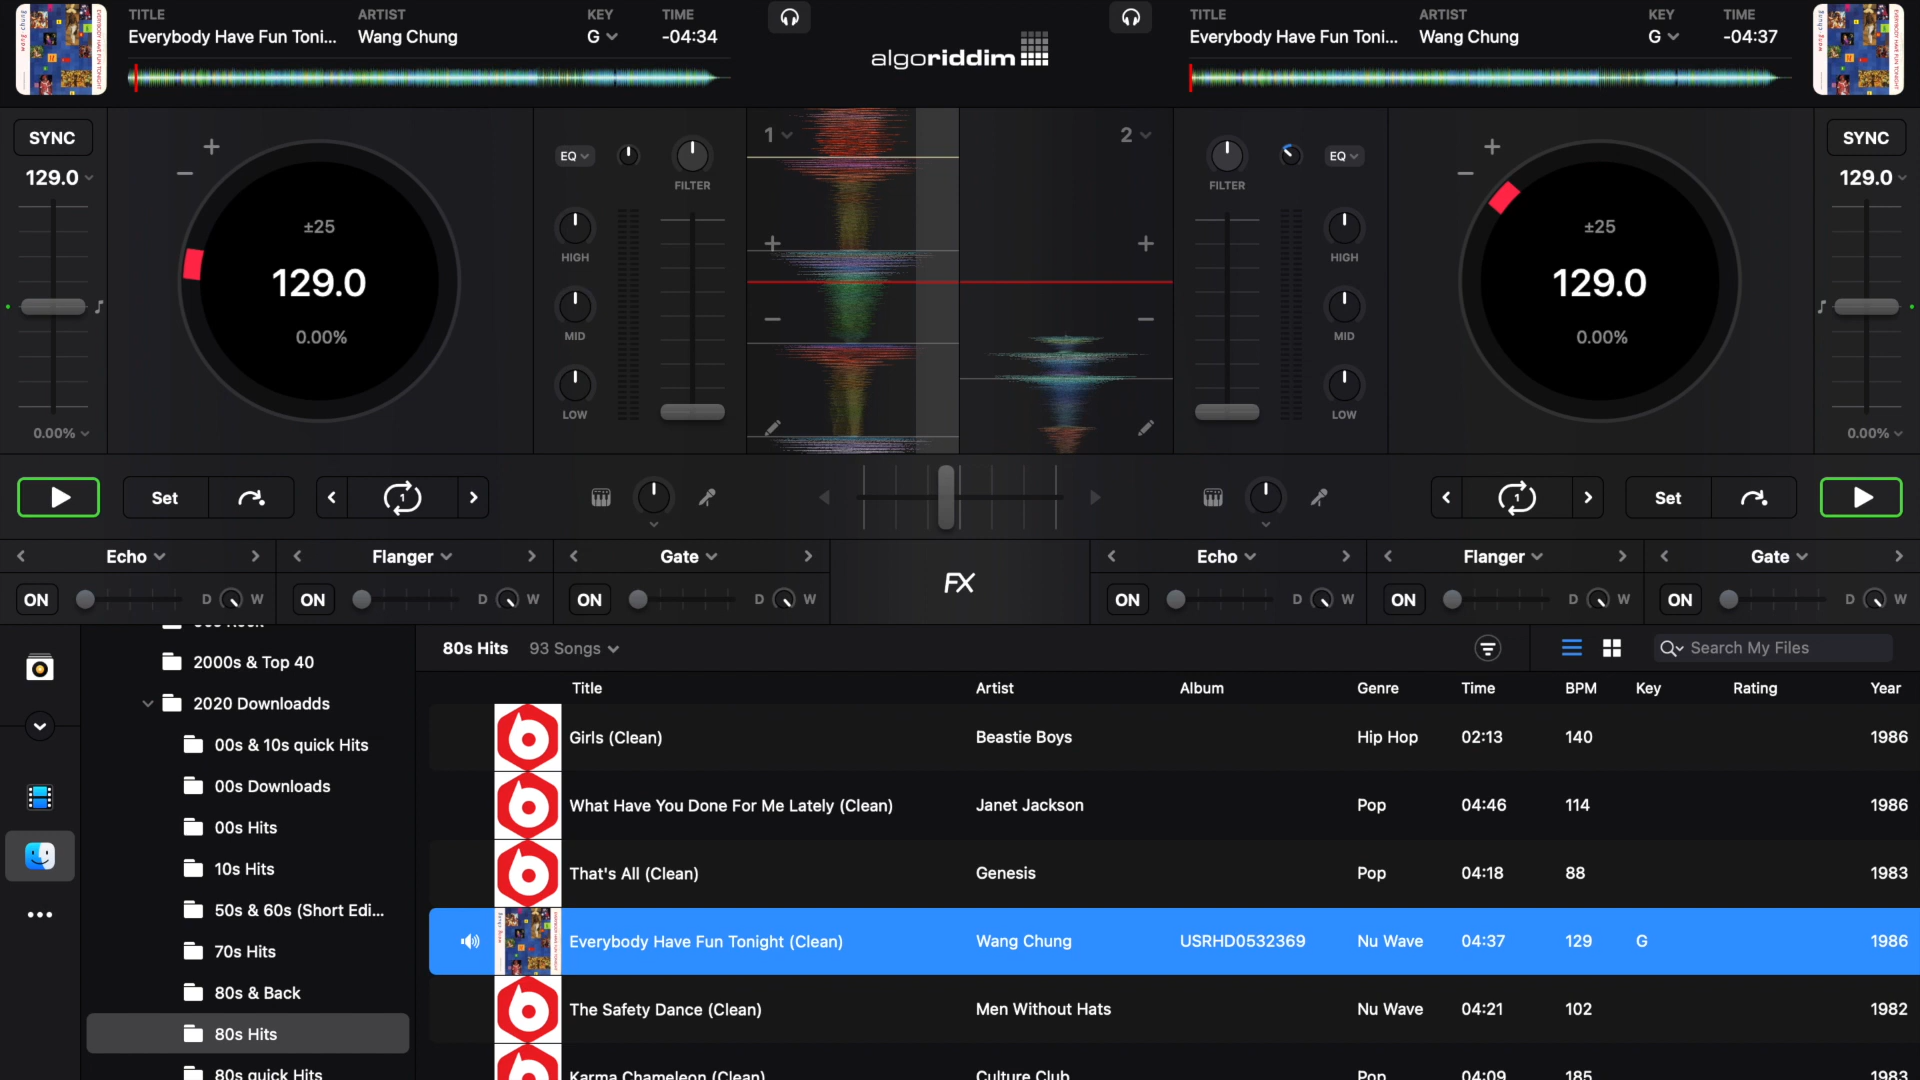 TITLE ARTIST KEY TIME
Everybody Have Fun Toni... Wang Chung G -04:34
algoriddim
TITLE ARTIST KEY TIME
Everybody Have Fun Toni... Wang Chung G -04:37
SYNC
129.0
0.00%
±25
129.0
0.00%
EQ
FILTER
HIGH
MID
LOW
1
2
FILTER
EQ
HIGH
MID
LOW
±25
129.0
0.00%
SYNC
129.0
0.00%
Set
1
1
Set
Echo Flanger Gate
ON D W ON D W ON D W
FX
Echo Flanger Gate
ON D W ON D W ON D W
2000s & Top 40
2020 Downloadds
00s & 10s quick Hits
00s Downloads
00s Hits
10s Hits
50s & 60s (Short Edi...
70s Hits
80s & Back
80s Hits
80s quick Hits
80s Hits 93 Songs Search My Files
Title Artist Album Genre Time BPM Key Rating Year
Girls (Clean) Beastie Boys Hip Hop 02:13 140 1986
What Have You Done For Me Lately (Clean) Janet Jackson Pop 04:46 114 1986
That's All (Clean) Genesis Pop 04:18 88 1983
Everybody Have Fun Tonight (Clean) Wang Chung USRHD0532369 Nu Wave 04:37 129 G 1986
The Safety Dance (Clean) Men Without Hats Nu Wave 04:21 102 1982
Karma Chameleon (Clean) Culture Club Pop 04:09 185 1983